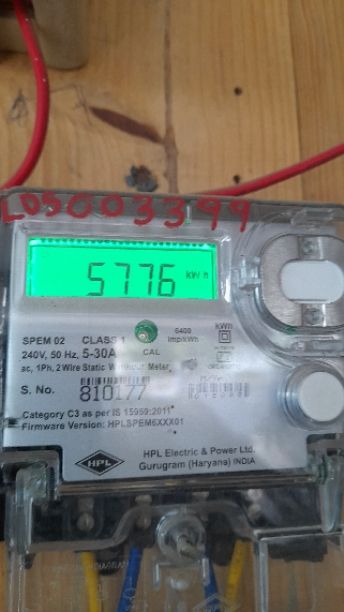 LDS003399
5776 kWh
SPEM 02 CLASS 1
240V, 50 Hz, 5-30A CAL
6400
imp/kWh
kWh
ac, 1Ph, 2 Wire Static Meter
S. No. 810177
Category C3 as per IS 15959:2011
Firmware Version: HPLSPEM6XXX01
HPL
HPL Electric & Power Ltd.
Gurugram (Haryana) INDIA